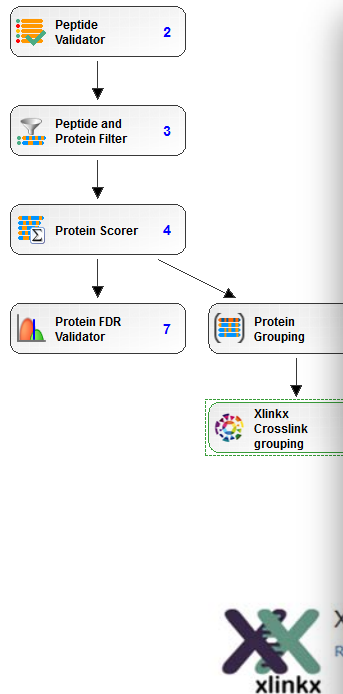 Peptide
Validator
2
Peptide and
Protein Filter
3
Protein Scorer
4
Protein FDR
Validator
7
Protein
Grouping
Xlinkx
Crosslink
grouping
X
R
xlinkx